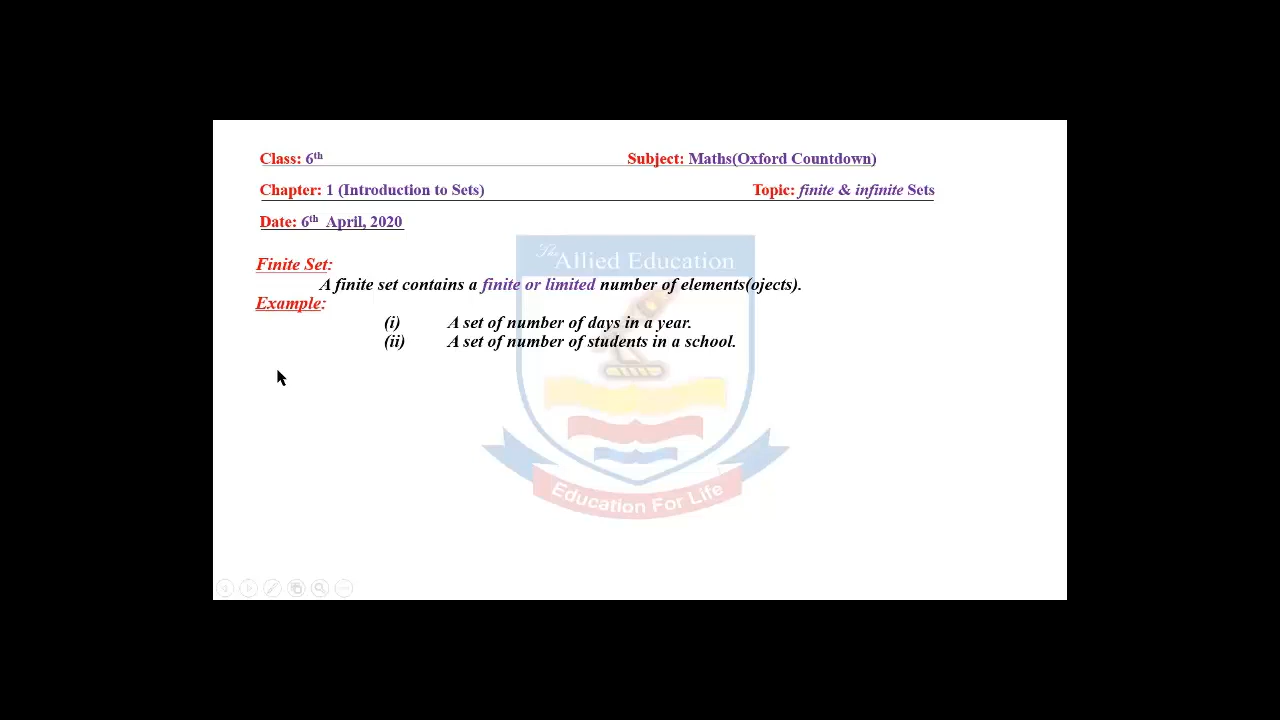 Class: 6th Subject: Maths(Oxford Countdown)
Chapter: 1 (Introduction to Sets) Topic: finite & infinite Sets
Date: 6th April, 2020
The
Allied Education
Finite Set:
A finite set contains a finite or limited number of elements(ojects).
Example:
(i) A set of number of days in a year.
(ii) A set of number of students in a school.
Education For Life